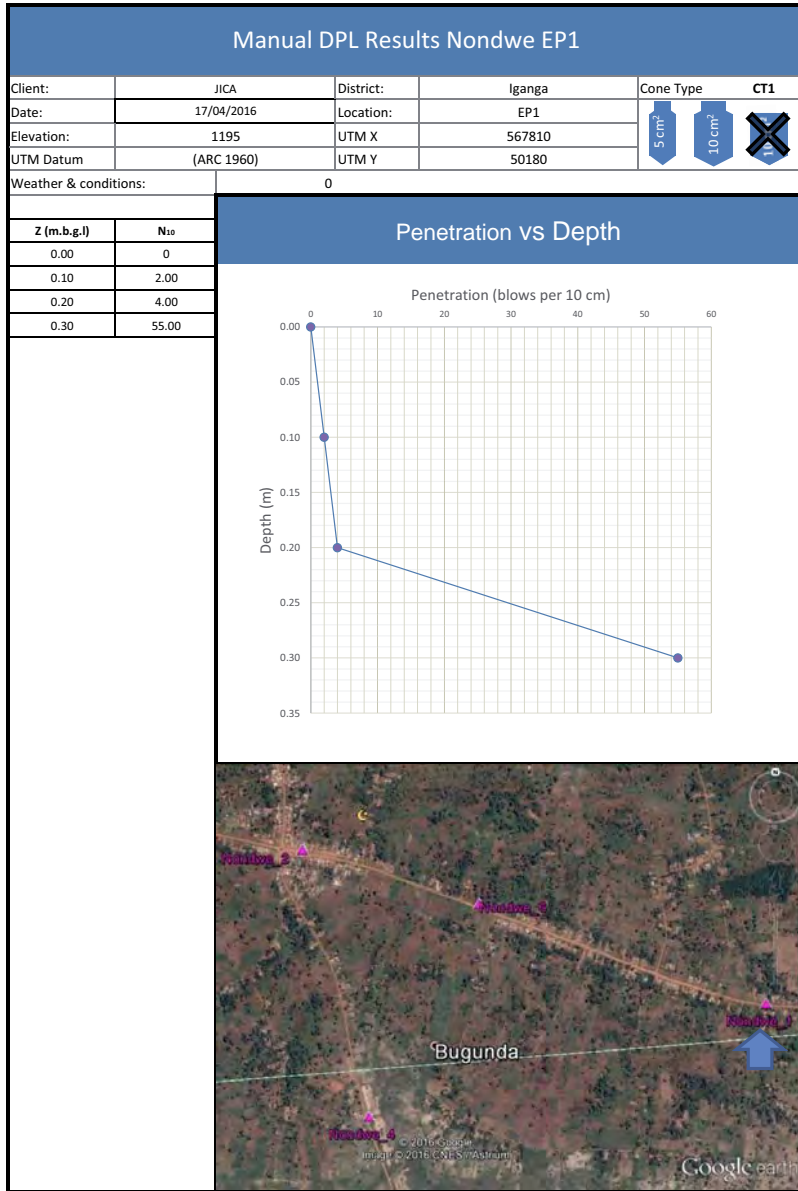 Manual DPL Results Nondwe EP1
Client: JICA District: Iganga Cone Type CT1
Date: 17/04/2016 Location: EP1
Elevation: 1195 UTM X 567810
UTM Datum (ARC 1960) UTM Y 50180
5 cm²
10 cm²
Weather & conditions: 0
Z (m.b.g.l) N10
0.00 0
0.10 2.00
0.20 4.00
0.30 55.00
Penetration vs Depth
Penetration (blows per 10 cm)
0 10 20 30 40 50 60
Depth (m)
0.00
0.05
0.10
0.15
0.20
0.25
0.30
0.35
Nondwe_2
Nondwe_3
Nondwe_1
Bugunda
Nondwe_4
© 2016 Google
Image © 2016 CNES / Astrium
Google earth